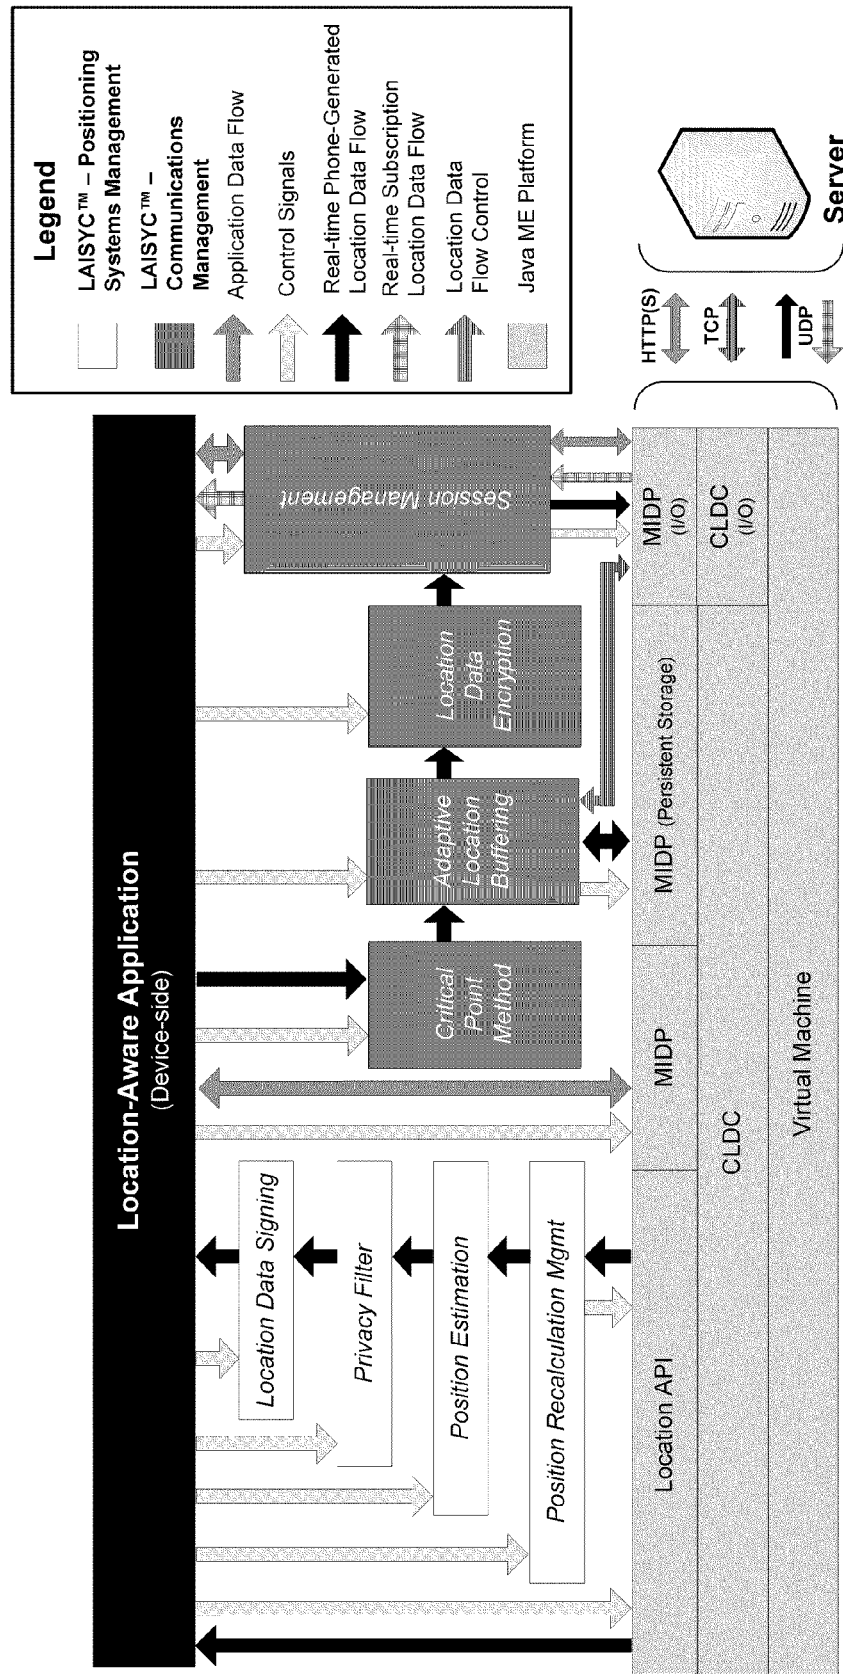 Location-Aware Application
(Device-side)
Location Data Signing
Privacy Filter
Position Estimation
Position Recalculation Mgmt
Critical
Point
Method
Adaptive
Location
Buffering
Location
Data
Encryption
Session Management
Location API
MIDP
MIDP (Persistent Storage)
MIDP
(I/O)
CLDC
CLDC
(I/O)
Virtual Machine
Legend
LAISYC™ – Positioning
Systems Management
LAISYC™ –
Communications
Management
Application Data Flow
Control Signals
Real-time Phone-Generated
Location Data Flow
Real-time Subscription
Location Data Flow
Location Data
Flow Control
Java ME Platform
HTTP(S)
TCP
UDP
Server